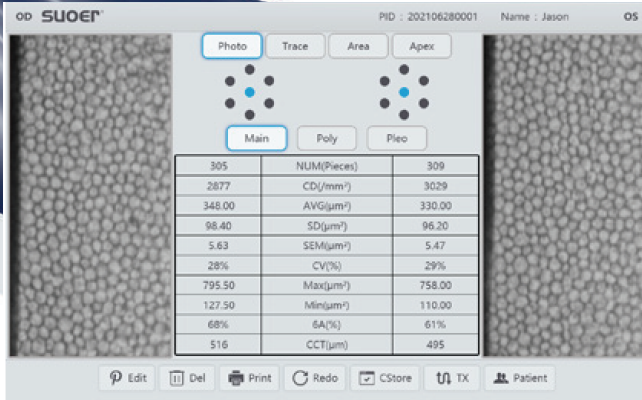 OD SUOER PID : 202106280001 Name : Jason OS
Photo Trace Area Apex
Main Poly Pleo
305 NUM(Pieces) 309
2877 CD(/mm²) 3029
348.00 AVG(μm²) 330.00
98.40 SD(μm²) 96.20
5.63 SEM(μm²) 5.47
28% CV(%) 29%
795.50 Max(μm²) 758.00
127.50 Min(μm²) 110.00
68% 6A(%) 61%
516 CCT(μm) 495
Edit Del Print Redo CStore TX Patient